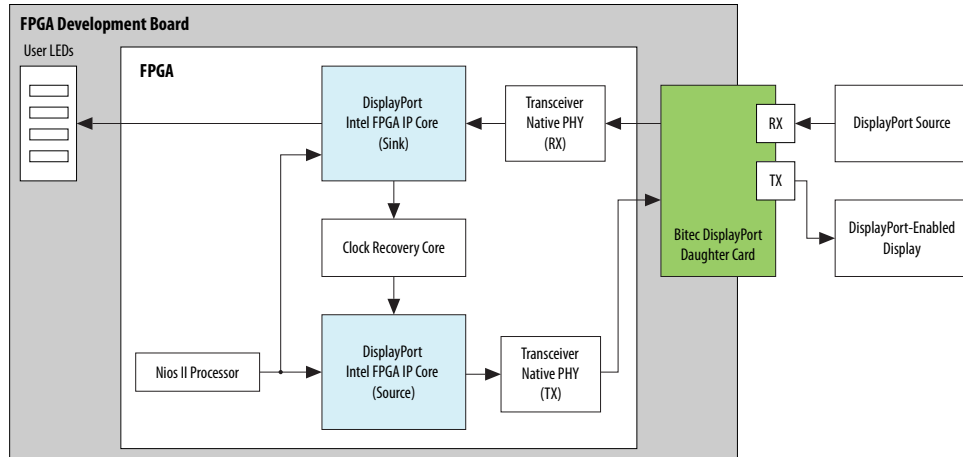 FPGA Development Board
User LEDs
FPGA
DisplayPort
Intel FPGA IP Core
(Sink)
Transceiver
Native PHY
(RX)
RX
DisplayPort Source
TX
Clock Recovery Core
Bitec DisplayPort
Daughter Card
DisplayPort-Enabled
Display
Nios II Processor
DisplayPort
Intel FPGA IP Core
(Source)
Transceiver
Native PHY
(TX)